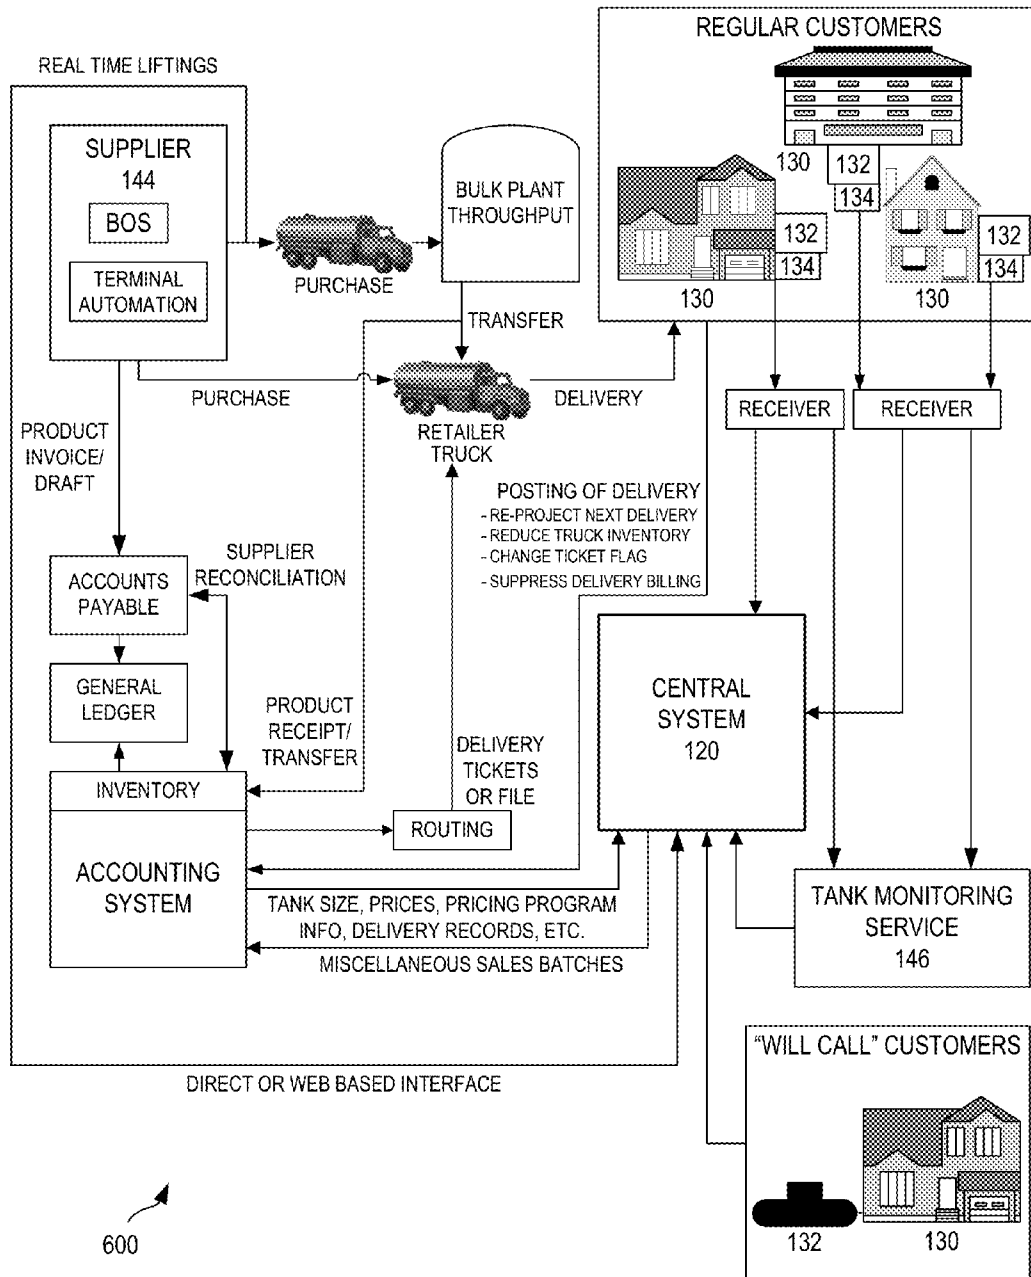 REGULAR CUSTOMERS
REAL TIME LIFTINGS
SUPPLIER
144
BOS
TERMINAL
AUTOMATION
PURCHASE
BULK PLANT
THROUGHPUT
130
132
134
132
134
130
132
134
130
TRANSFER
PURCHASE
RETAILER
TRUCK
DELIVERY
RECEIVER
RECEIVER
PRODUCT
INVOICE/
DRAFT
POSTING OF DELIVERY
- RE-PROJECT NEXT DELIVERY
- REDUCE TRUCK INVENTORY
- CHANGE TICKET FLAG
- SUPPRESS DELIVERY BILLING
SUPPLIER
RECONCILIATION
ACCOUNTS
PAYABLE
GENERAL
LEDGER
PRODUCT
RECEIPT/
TRANSFER
DELIVERY
TICKETS
OR FILE
CENTRAL
SYSTEM
120
INVENTORY
ROUTING
ACCOUNTING
SYSTEM
TANK SIZE, PRICES, PRICING PROGRAM
INFO, DELIVERY RECORDS, ETC.
MISCELLANEOUS SALES BATCHES
TANK MONITORING
SERVICE
146
DIRECT OR WEB BASED INTERFACE
"WILL CALL" CUSTOMERS
132
130
600